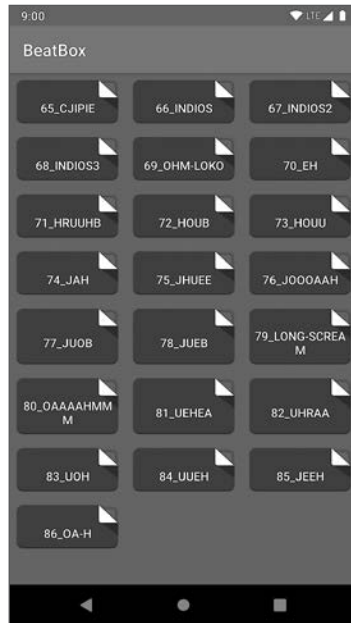 9:00 LTE
BeatBox
65_CJIPIE 66_INDIOS 67_INDIOS2
68_INDIOS3 69_OHM-LOKO 70_EH
71_HRUUHB 72_HOUB 73_HOUU
74_JAH 75_JHUEE 76_JOOOAAH
77_JUOB 78_JUEB 79_LONG-SCREA
M
80_OAAAAHMM
M 81_UEHEA 82_UHRAA
83_UOH 84_UUEH 85_JEEH
86_OA-H